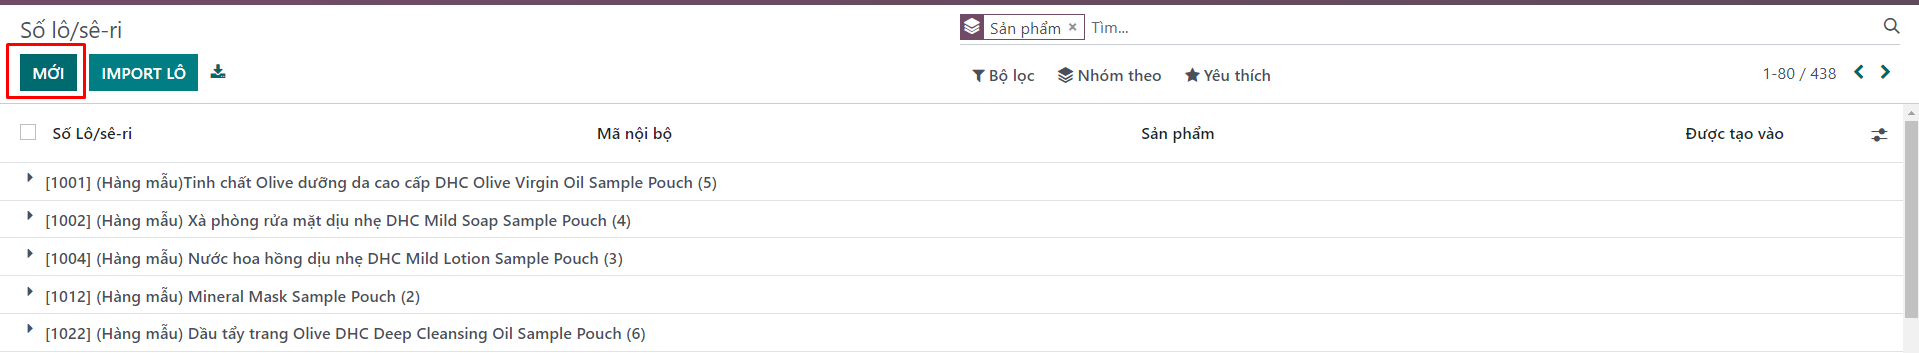 Số lô/sê-ri
Sản phẩm × Tìm...
MỚI IMPORT LÔ
Bộ lọc Nhóm theo Yêu thích 1-80 / 438
Số Lô/sê-ri Mã nội bộ Sản phẩm Được tạo vào
[1001] (Hàng mẫu)Tinh chất Olive dưỡng da cao cấp DHC Olive Virgin Oil Sample Pouch (5)
[1002] (Hàng mẫu) Xà phòng rửa mặt dịu nhẹ DHC Mild Soap Sample Pouch (4)
[1004] (Hàng mẫu) Nước hoa hồng dịu nhẹ DHC Mild Lotion Sample Pouch (3)
[1012] (Hàng mẫu) Mineral Mask Sample Pouch (2)
[1022] (Hàng mẫu) Dầu tẩy trang Olive DHC Deep Cleansing Oil Sample Pouch (6)